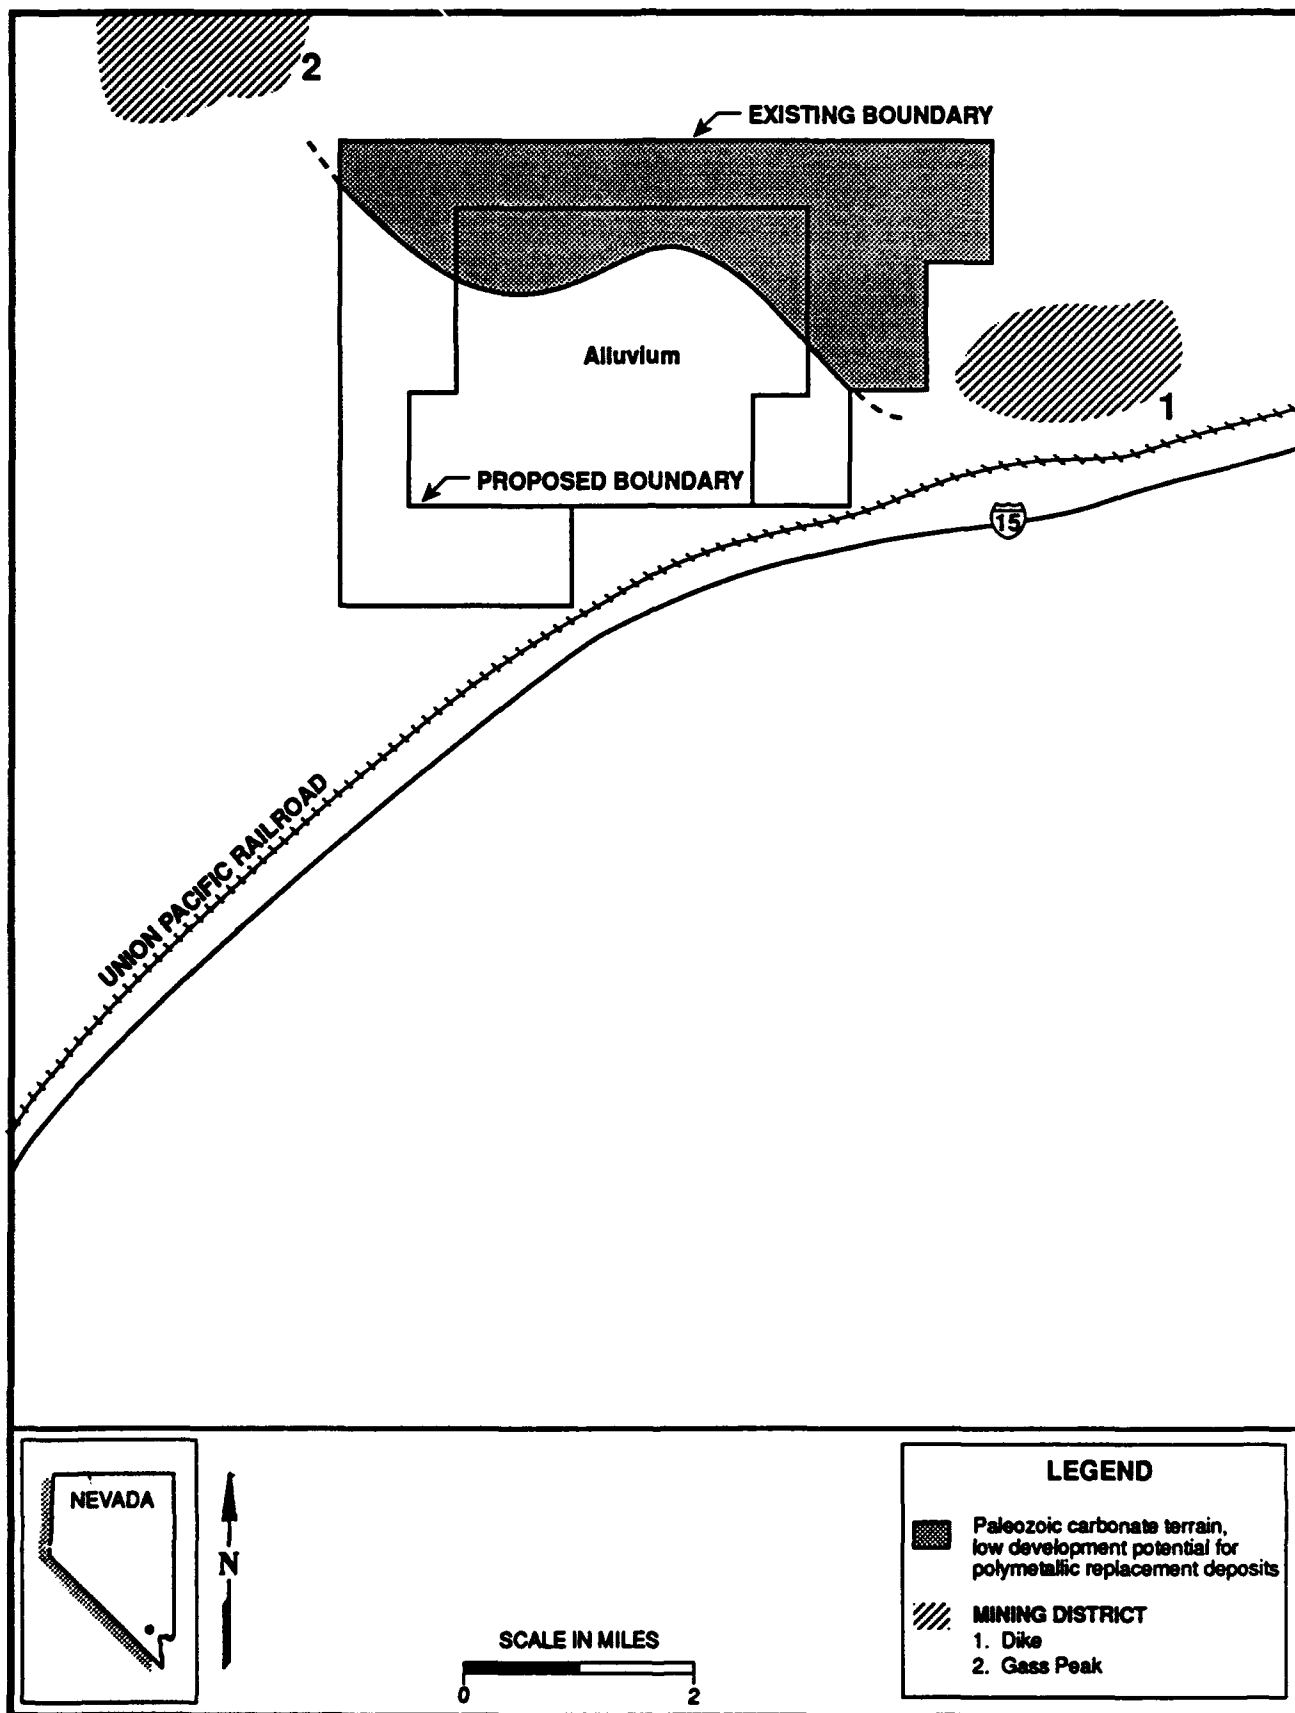 2
EXISTING BOUNDARY
Alluvium
1
PROPOSED BOUNDARY
15
UNION PACIFIC RAILROAD
NEVADA
N
SCALE IN MILES
0 2
LEGEND
Paleozoic carbonate terrain,
low development potential for
polymetallic replacement deposits
MINING DISTRICT
1. Dike
2. Gass Peak